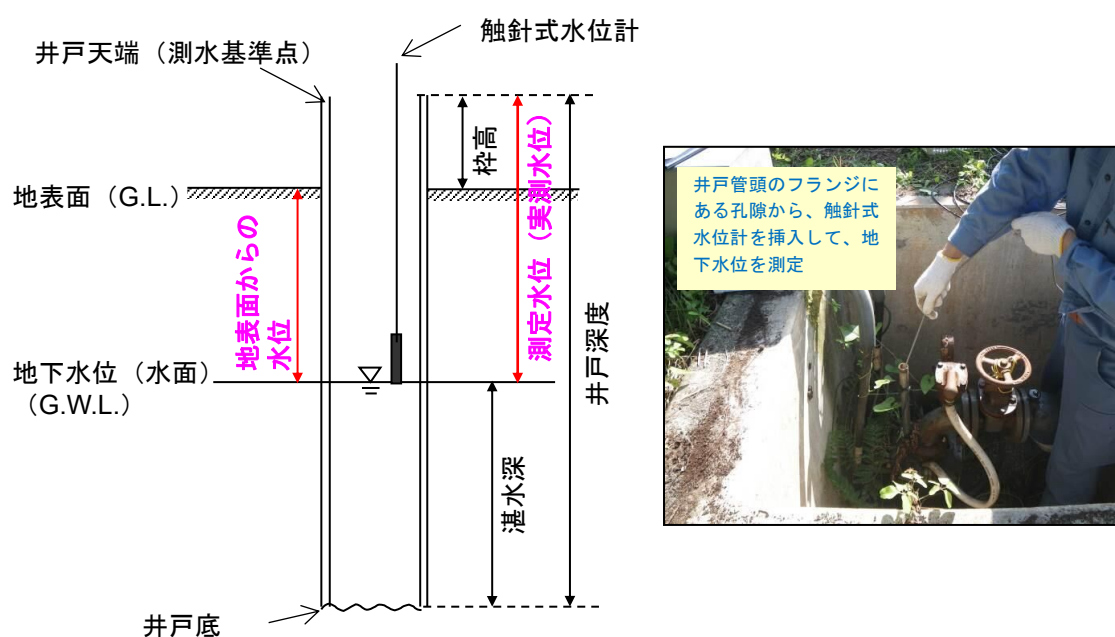 触針式水位計
井戸天端（測水基準点）
枠高
測定水位（実測水位）
井戸深度
地表面（G.L.）
地表面からの
水位
地下水位（水面）
（G.W.L.）
湛水深
井戸底
井戸管頭のフランジに
ある孔隙から、触針式
水位計を挿入して、地
下水位を測定